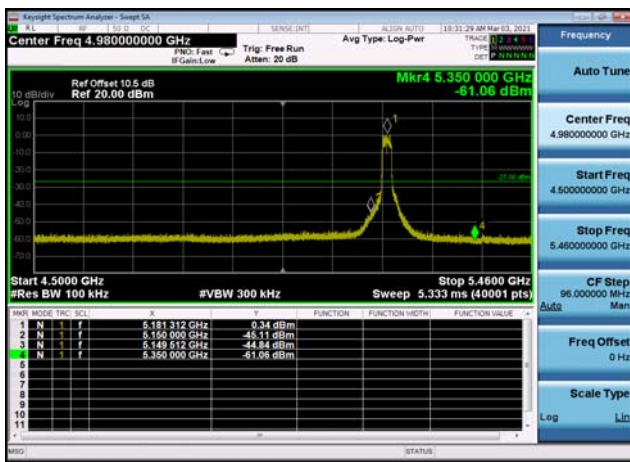 Keysight Spectrum Analyzer - Swept SA
RL RF 50 Ω DC SENSE:INT ALIGN AUTO 10:31:29 AM Mar 03, 2021
Center Freq 4.980000000 GHz
PNO: Fast
IFGain:Low
Trig: Free Run
Atten: 20 dB
Avg Type: Log-Pwr
TRACE 1 2 3 4 5 6
TYPE
DET P N N N N N
Mkr4 5.350 000 GHz
-61.06 dBm
Ref Offset 10.5 dB
Ref 20.00 dBm
10 dB/div
Log
10.0
0.00
-10.0
-20.0
-30.0
-40.0
-50.0
-60.0
-70.0
1
-27.00 dBm
4
Start 4.5000 GHz
Stop 5.4600 GHz
#Res BW 100 kHz
#VBW 300 kHz
Sweep 5.333 ms (40001 pts)
MKR MODE TRC SCL X Y FUNCTION FUNCTION WIDTH FUNCTION VALUE
1 N 1 f 5.181 312 GHz 0.34 dBm
2 N 1 f 5.150 000 GHz -45.11 dBm
3 N 1 f 5.149 512 GHz -44.84 dBm
4 N 1 f 5.350 000 GHz -61.06 dBm
5
6
7
8
9
10
11
MSG
STATUS
Frequency
Auto Tune
Center Freq
4.980000000 GHz
Start Freq
4.500000000 GHz
Stop Freq
5.460000000 GHz
CF Step
96.000000 MHz
Auto Man
Freq Offset
0 Hz
Scale Type
Log Lin